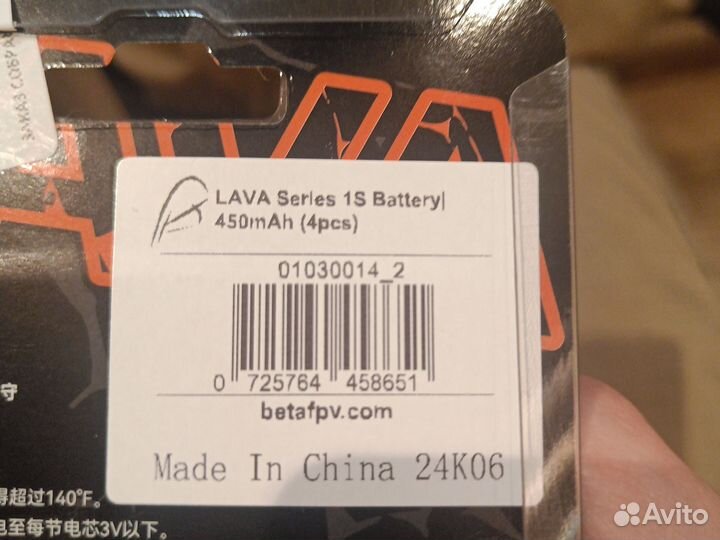 LAVA Series 1S Battery|
450mAh (4pcs)
01030014_2
0 725764 458651
betafpv.com
Made In China 24K06
守
得超过140°F。
电至每节电芯3V以下。
Avito